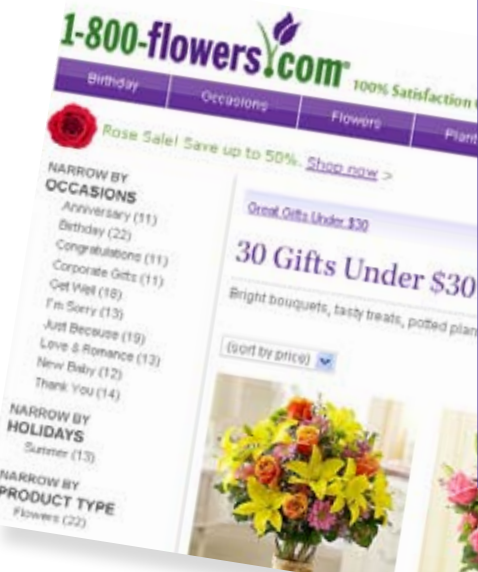 1-800-flowers.com®
100% Satisfaction
Birthday
Occasions
Flowers
Plant
Rose Sale! Save up to 50%. Shop now >
NARROW BY
OCCASIONS
Anniversary (11)
Birthday (22)
Congratulations (11)
Corporate Gifts (11)
Get Well (18)
I'm Sorry (13)
Just Because (19)
Love & Romance (13)
New Baby (12)
Thank You (14)
NARROW BY
HOLIDAYS
Summer (13)
NARROW BY
PRODUCT TYPE
Flowers (22)
Great Gifts Under $30
30 Gifts Under $30
Bright bouquets, tasty treats, potted plan
(sort by price)